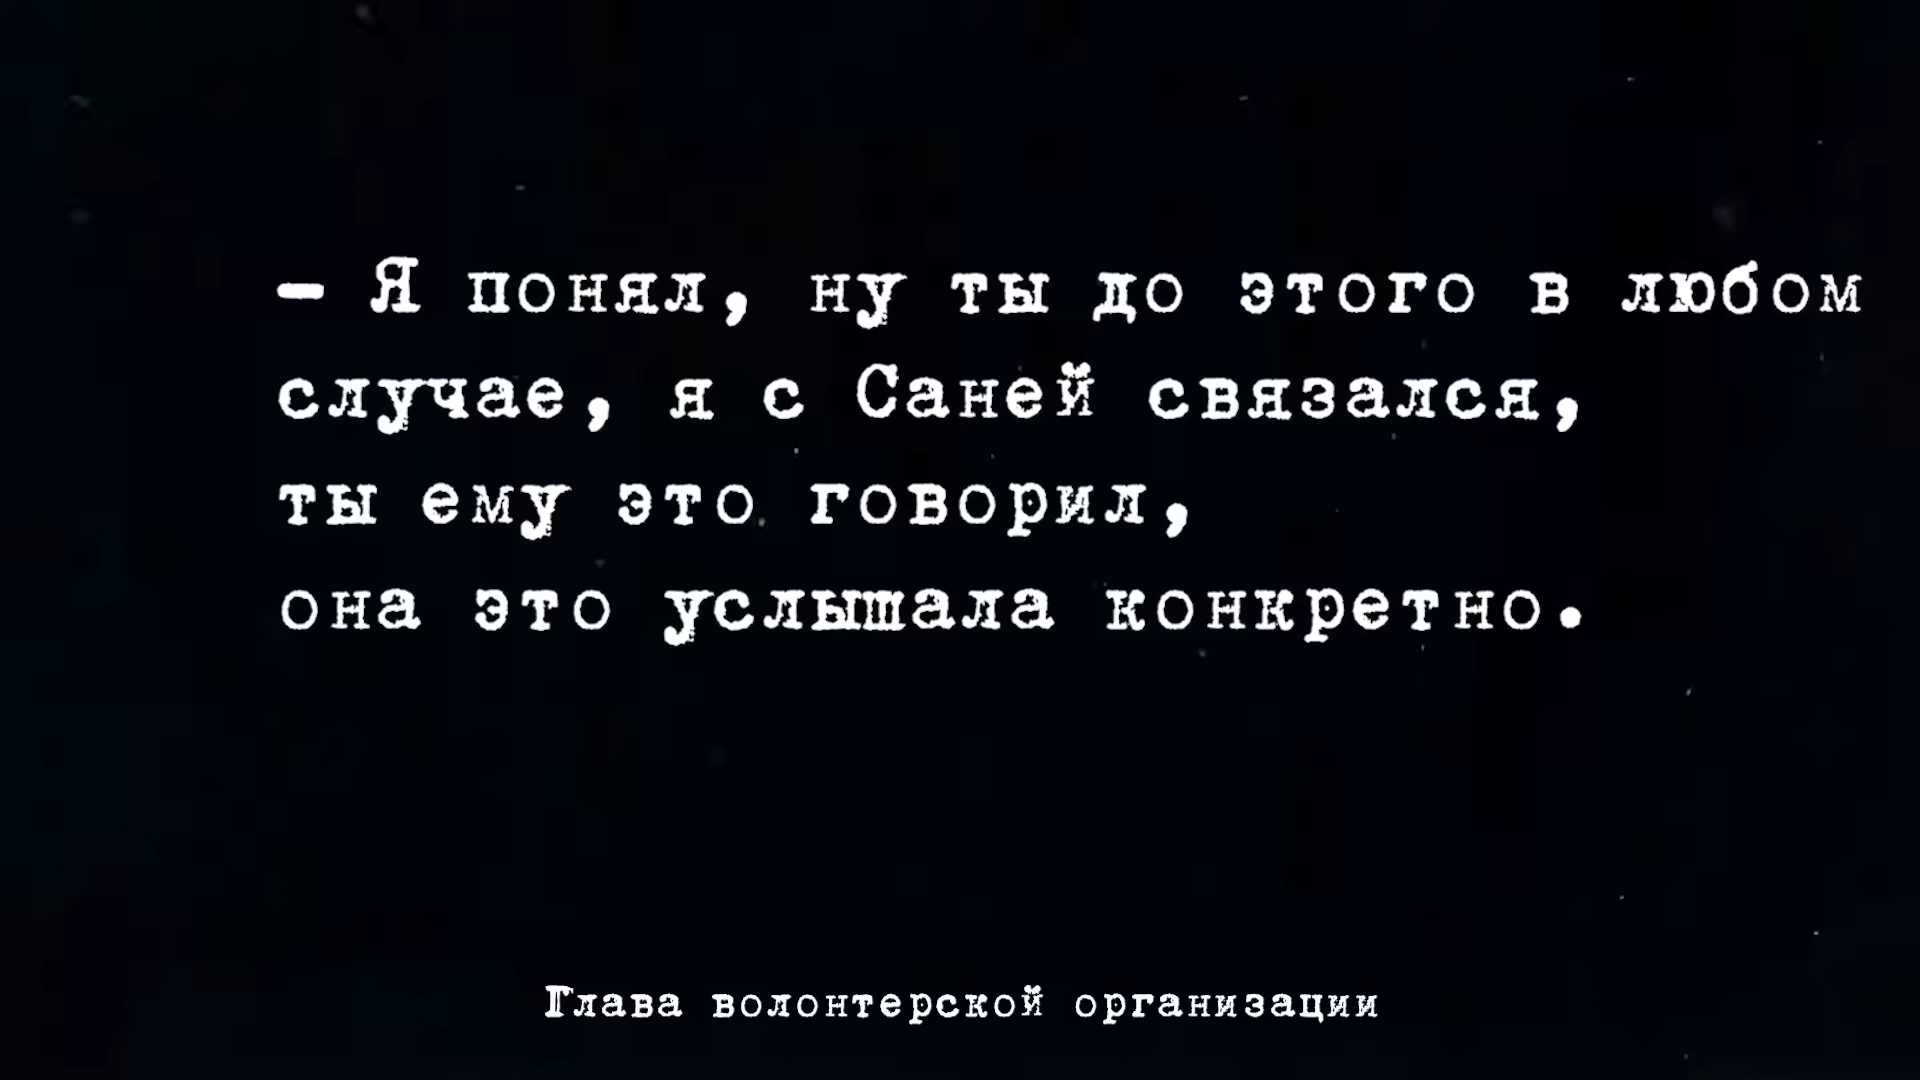 – Я понял, ну ты до этого в любом
случае, я с Саней связался,
ты ему это говорил,
она это услышала конкретно.
Глава волонтерской организации